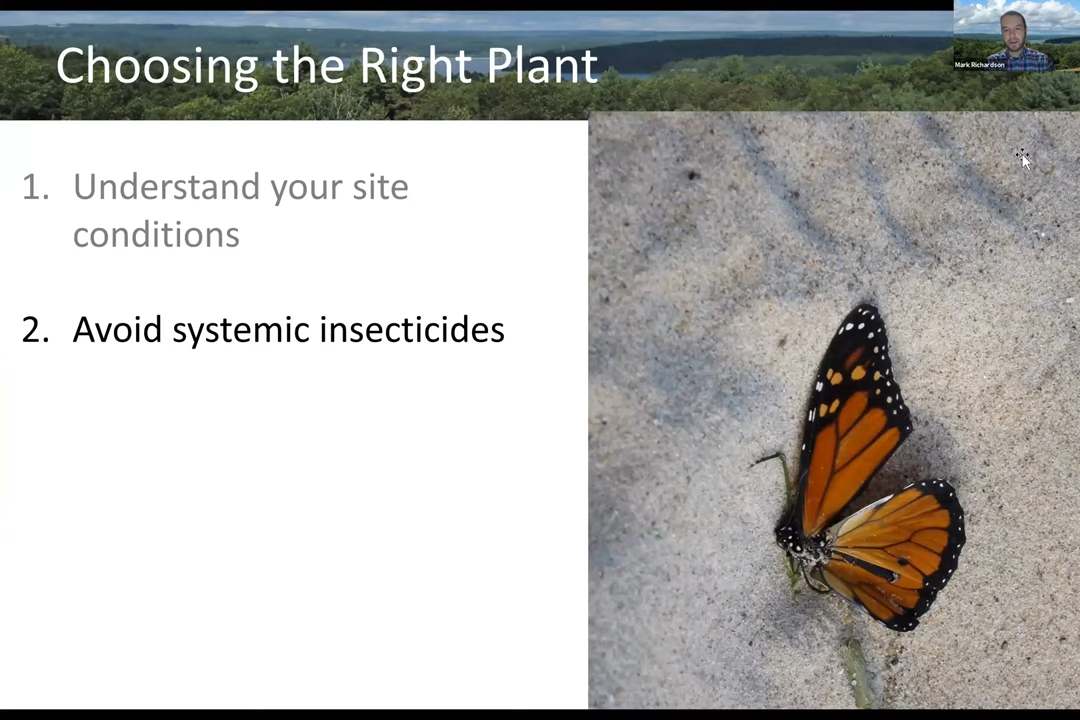 Choosing the Right Plant
Mark Richardson
1. Understand your site
conditions
2. Avoid systemic insecticides